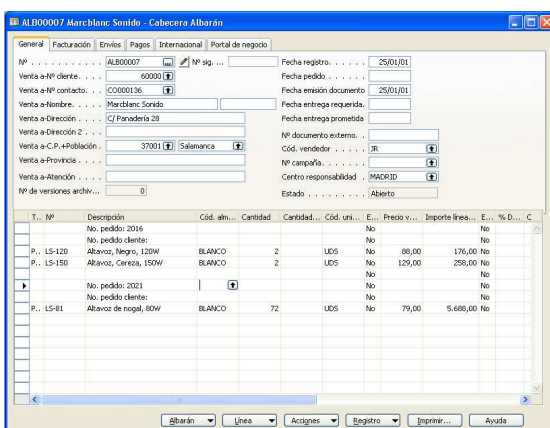 ALB00007 Marcblanc Sonido - Cabecera Albarán
General Facturación Envíos Pagos Internacional Portal de negocio
Nº . . . . . . . . . . . ALB00007 Nº sig. ...
Venta a-Nº cliente. . . . 60000
Venta a-Nº contacto. . . CO000136
Venta a-Nombre. . . . . Marcblanc Sonido
Venta a-Dirección . . . . C/ Panadería 28
Venta a-Dirección 2 . . .
Venta a-C.P.+Población . 37001 Salamanca
Venta a-Provincia . . . .
Venta a-Atención . . . .
Nº de versiones archiv... 0
Fecha registro. . . . . . 25/01/01
Fecha pedido . . . . . .
Fecha emisión documento 25/01/01
Fecha entrega requerida.
Fecha entrega prometida
Nº documento externo. .
Cód. vendedor . . . . . JR
Nº campaña. . . . . . .
Centro responsabilidad . MADRID
Estado . . . . . . . . . Abierto
T.. Nº Descripción Cód. alm... Cantidad Cantidad... Cód. uni... E... Precio v... Importe línea... E... % D... C
No. pedido: 2016 No No
No. pedido cliente: No No
P.. LS-120 Altavoz, Negro, 120W BLANCO 2 UDS No 88,00 176,00 No
P.. LS-150 Altavoz, Cereza, 150W BLANCO 2 UDS No 129,00 258,00 No
No No
No. pedido: 2021 No No
No. pedido cliente: No No
P.. LS-81 Altavoz de nogal, 80W BLANCO 72 UDS No 79,00 5.688,00 No
Albarán Línea Acciones Registro Imprimir... Ayuda